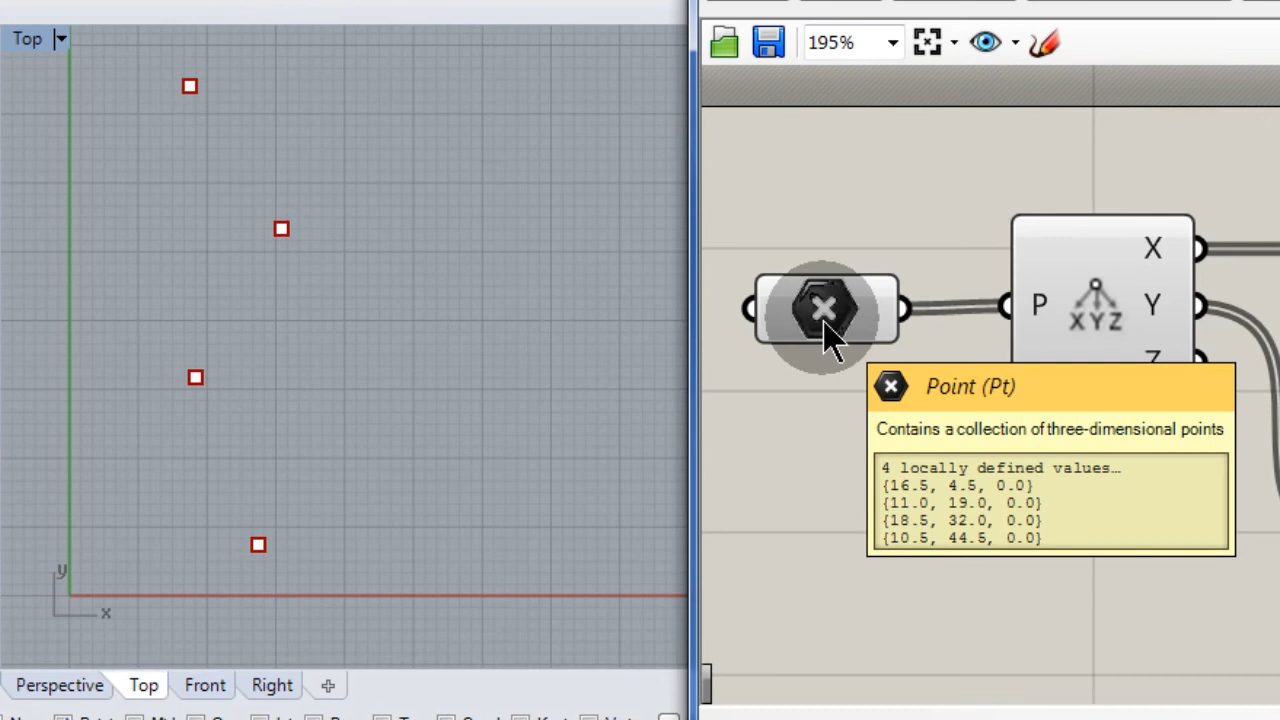 Top
195%
X
P
Y
X Y Z
Z
Point (Pt)
Contains a collection of three-dimensional points
4 locally defined values…
{16.5, 4.5, 0.0}
{11.0, 19.0, 0.0}
{18.5, 32.0, 0.0}
{10.5, 44.5, 0.0}
y
x
Perspective
Top
Front
Right